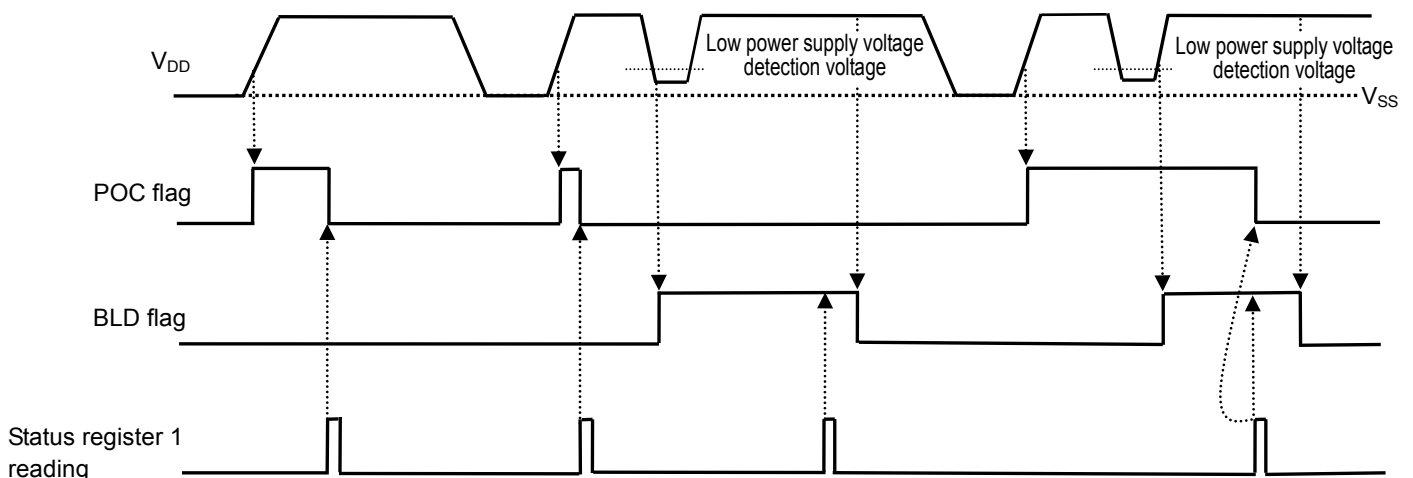 Low power supply voltage
detection voltage
Low power supply voltage
detection voltage
VDD
VSS
POC flag
BLD flag
Status register 1
reading